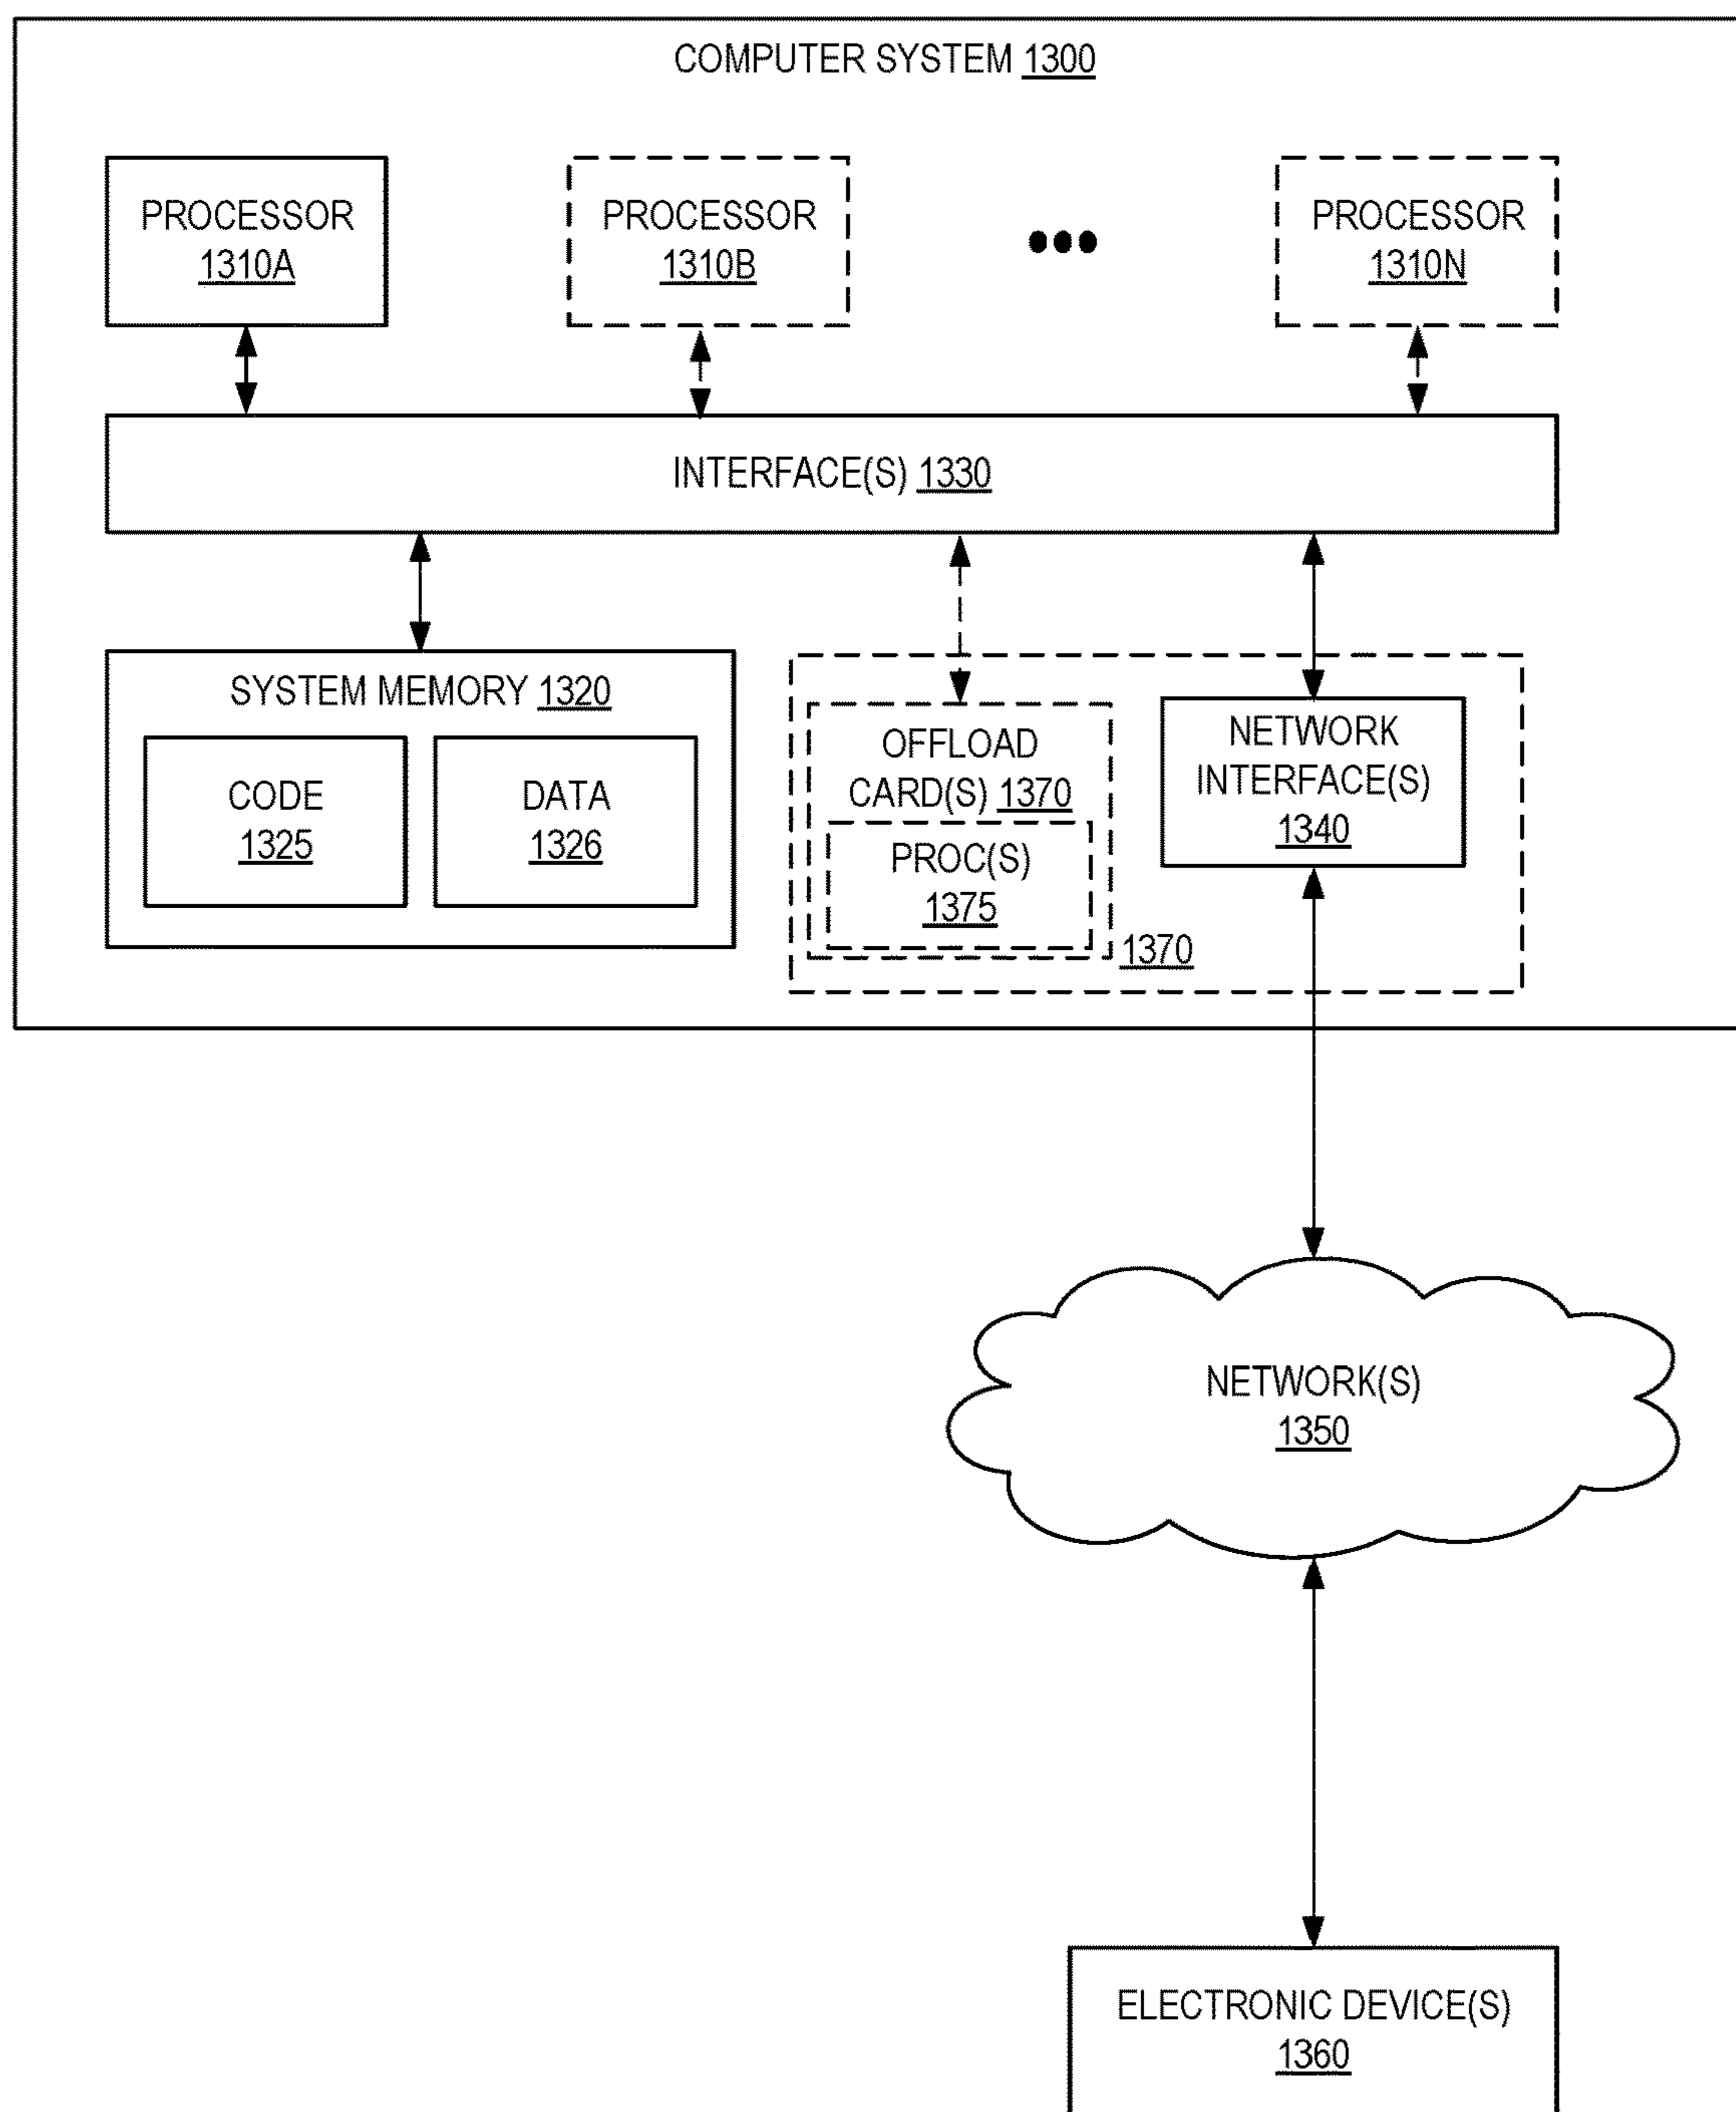 COMPUTER SYSTEM 1300
PROCESSOR
1310A
PROCESSOR
1310B
PROCESSOR
1310N
INTERFACE(S) 1330
SYSTEM MEMORY 1320
CODE
1325
DATA
1326
OFFLOAD
CARD(S) 1370
PROC(S)
1375
1370
NETWORK
INTERFACE(S)
1340
NETWORK(S)
1350
ELECTRONIC DEVICE(S)
1360